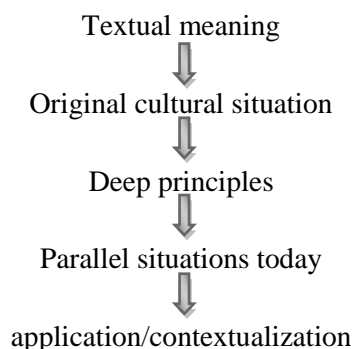 Textual meaning
Original cultural situation
Deep principles
Parallel situations today
application/contextualization